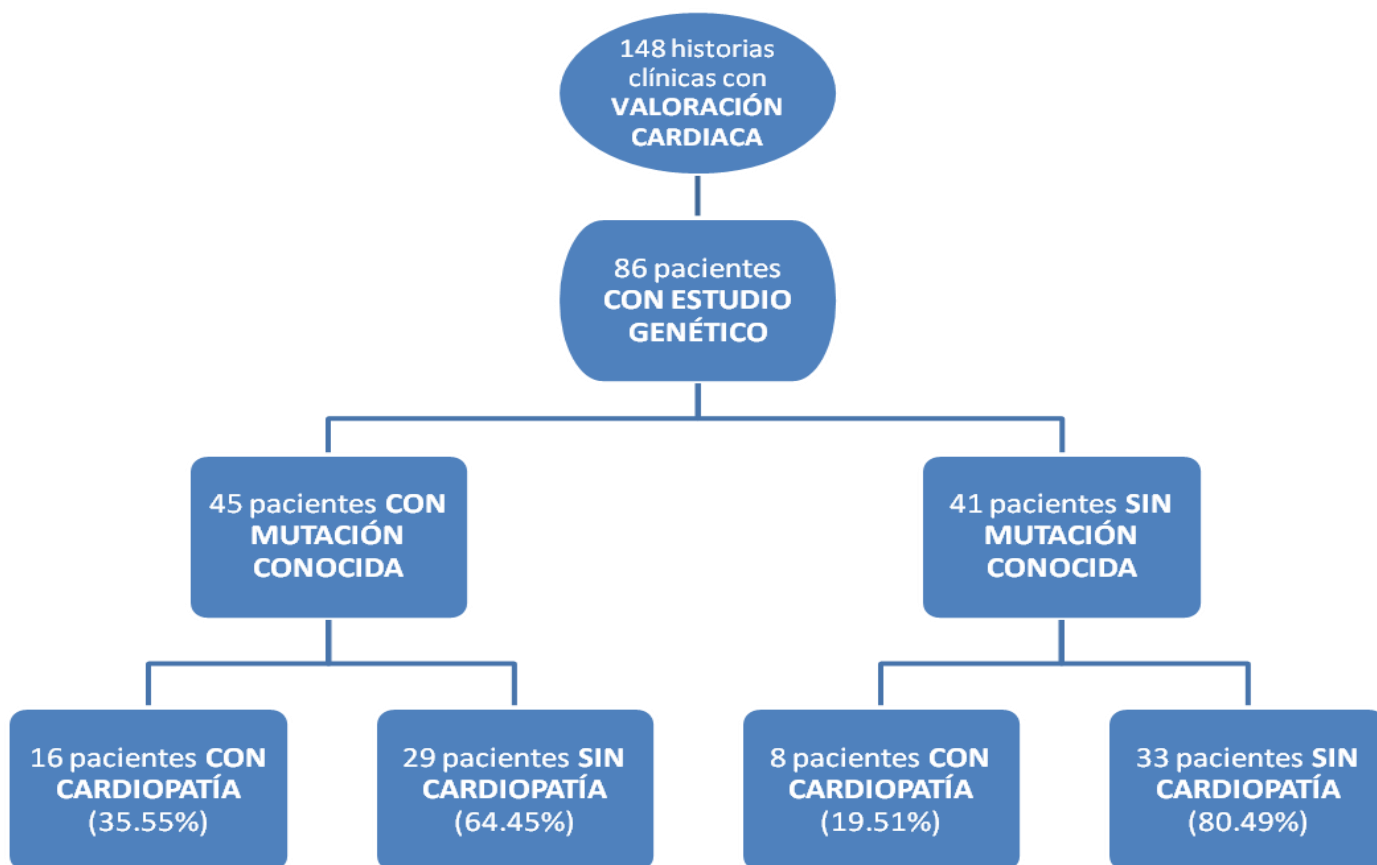 148 historias
clínicas con
VALORACIÓN
CARDIACA
86 pacientes
CON ESTUDIO
GENÉTICO
45 pacientes CON
MUTACIÓN
CONOCIDA
41 pacientes SIN
MUTACIÓN
CONOCIDA
16 pacientes CON
CARDIOPATÍA
(35.55%)
29 pacientes SIN
CARDIOPATÍA
(64.45%)
8 pacientes CON
CARDIOPATÍA
(19.51%)
33 pacientes SIN
CARDIOPATÍA
(80.49%)